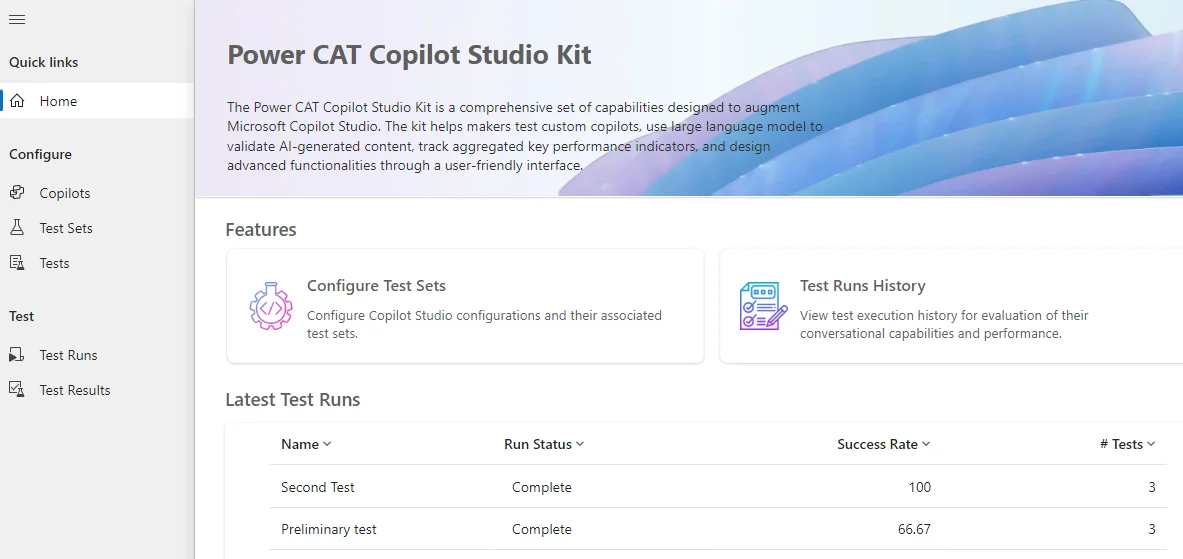 Quick links
Home
Configure
Copilots
Test Sets
Tests
Test
Test Runs
Test Results
Power CAT Copilot Studio Kit
The Power CAT Copilot Studio Kit is a comprehensive set of capabilities designed to augment
Microsoft Copilot Studio. The kit helps makers test custom copilots, use large language model to
validate AI-generated content, track aggregated key performance indicators, and design
advanced functionalities through a user-friendly interface.
Features
Configure Test Sets
Configure Copilot Studio configurations and their associated
test sets.
Test Runs History
View test execution history for evaluation of their
conversational capabilities and performance.
Latest Test Runs
Name Run Status Success Rate # Tests
Second Test Complete 100 3
Preliminary test Complete 66.67 3